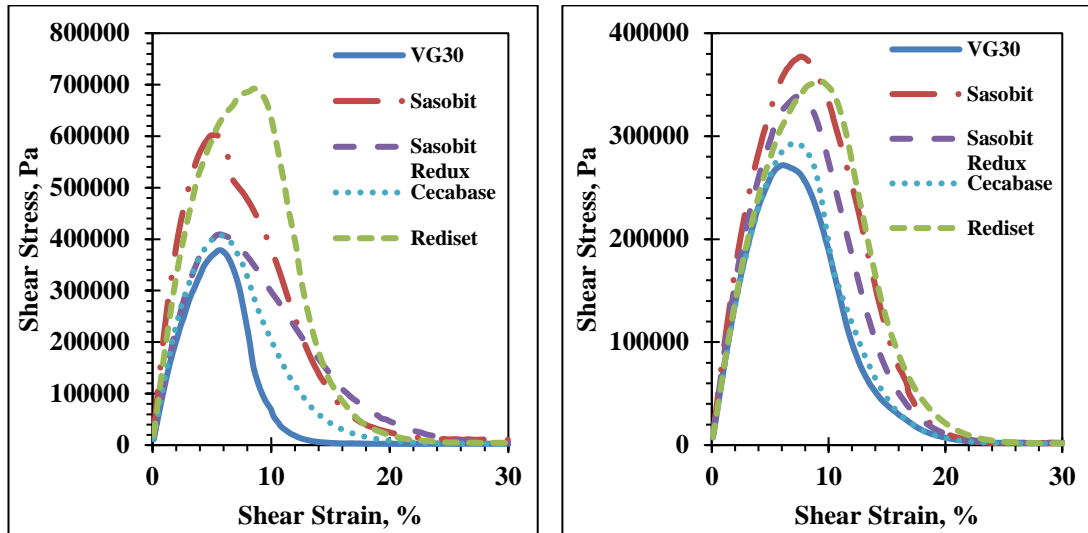 800000
700000
600000
500000
400000
300000
200000
100000
0
Shear Stress, Pa
VG30
Sasobit
Sasobit
Redux
Cecabase
Rediset
0 10 20 30
Shear Strain, %
400000
300000
200000
100000
0
Shear Stress, Pa
VG30
Sasobit
Sasobit
Redux
Cecabase
Rediset
0 10 20 30
Shear Strain, %